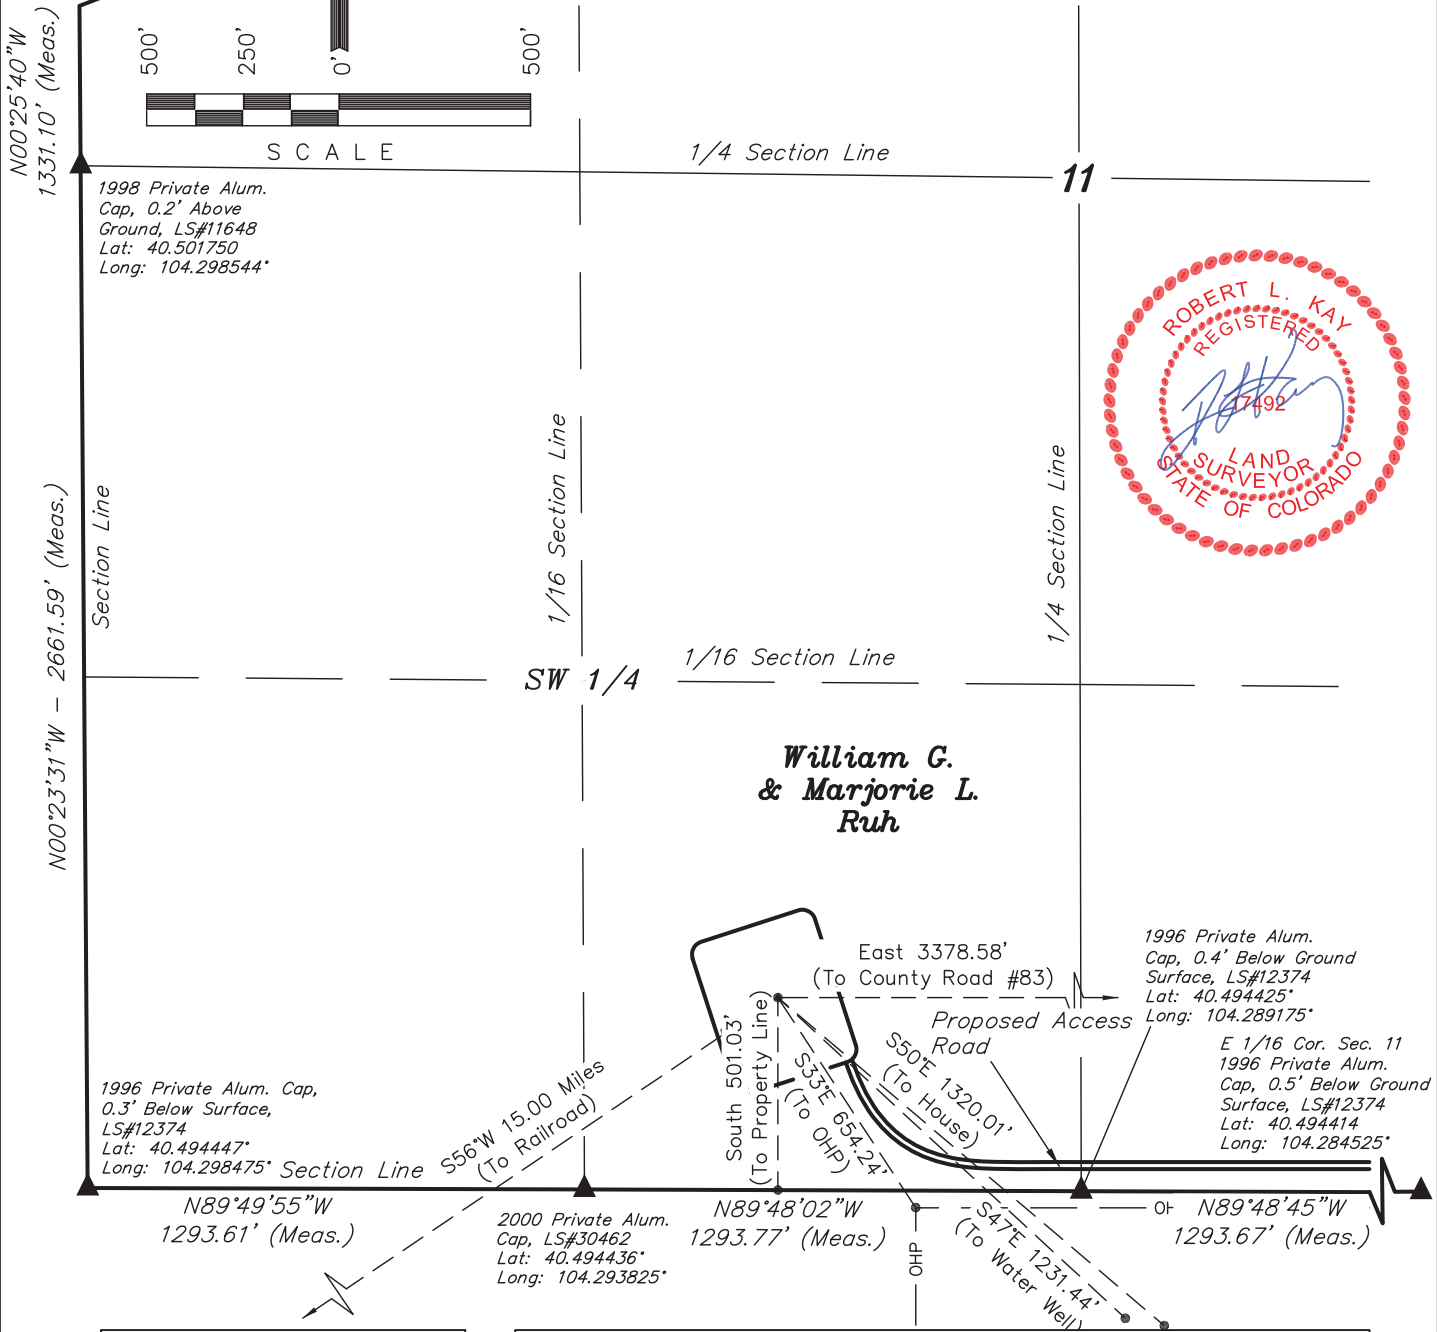 N00°25'40"W
1331.10' (Meas.)
500'
250'
0'
500'
SCALE
1/4 Section Line
11
1998 Private Alum.
Cap, 0.2' Above
Ground, LS#11648
Lat: 40.501750
Long: 104.298544°
ROBERT L. KAY
REGISTERED
17492
LAND
SURVEYOR
STATE OF COLORADO
1/16 Section Line
1/4 Section Line
Section Line
N00°23'31"W - 2661.59' (Meas.)
1/16 Section Line
SW 1/4
William G.
& Marjorie L.
Ruh
East 3378.58'
(To County Road #83)
1996 Private Alum.
Cap, 0.4' Below Ground
Surface, LS#12374
Lat: 40.494425°
Long: 104.289175°
Proposed Access
Road
E 1/16 Cor. Sec. 11
1996 Private Alum.
Cap, 0.5' Below Ground
Surface, LS#12374
Lat: 40.494414
Long: 104.284525°
South 501.03'
(To Property Line)
S33°E 654.24'
(To OHP)
S50°E 1320.01'
(To House)
S56°W 15.00 Miles
(To Railroad)
1996 Private Alum. Cap,
0.3' Below Surface,
LS#12374
Lat: 40.494447°
Long: 104.298475°
Section Line
N89°49'55"W
1293.61' (Meas.)
2000 Private Alum.
Cap, LS#30462
Lat: 40.494436°
Long: 104.293825°
N89°48'02"W
1293.77' (Meas.)
OHP
S47°E 1231.44'
(To Water Well)
OH
N89°48'45"W
1293.67' (Meas.)